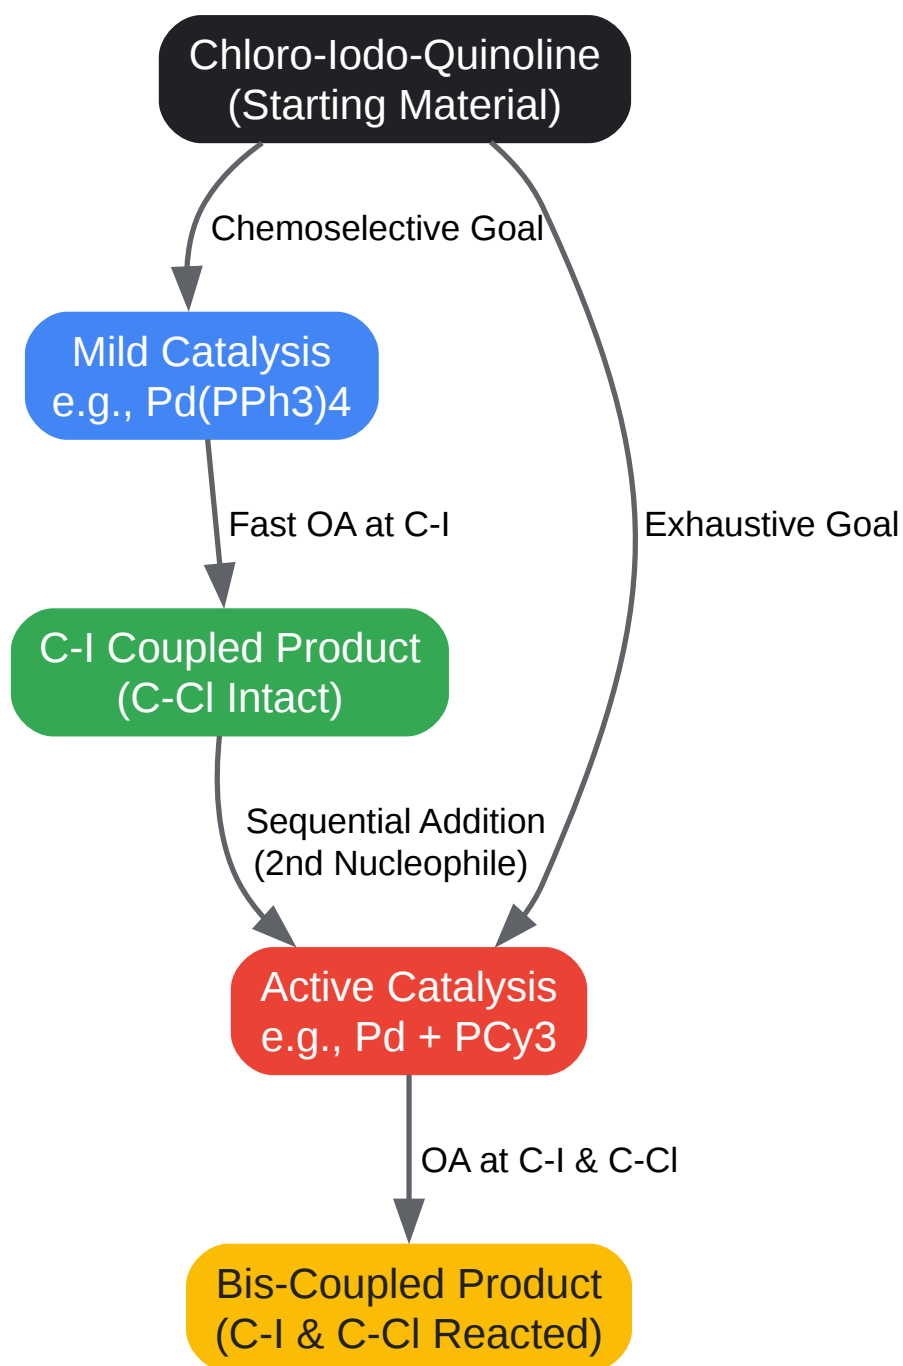 Chloro-Iodo-Quinoline
(Starting Material)
Chemoselective Goal
Mild Catalysis
e.g., Pd(PPh3)4
Fast OA at C-I
Exhaustive Goal
C-I Coupled Product
(C-Cl Intact)
Sequential Addition
(2nd Nucleophile)
Active Catalysis
e.g., Pd + PCy3
OA at C-I & C-Cl
Bis-Coupled Product
(C-I & C-Cl Reacted)